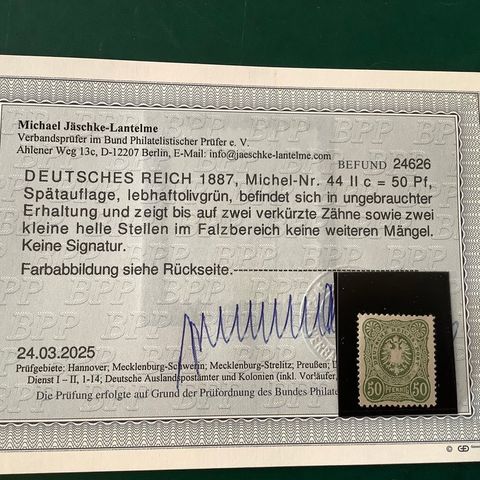 Michael Jäschke-Lantelme
Verbandsprüfer im Bund Philatelistischer Prüfer e. V.
Ahlener Weg 13c, D-12207 Berlin, E-Mail: info@jaeschke-lantelme.com
BEFUND 24626
DEUTSCHES REICH 1887, Michel-Nr. 44 II c = 50 Pf,
Spätauflage, lebhaftolivgrün, befindet sich in ungebrauchter
Erhaltung und zeigt bis auf zwei verkürzte Zähne sowie zwei
kleine helle Stellen im Falzbereich keine weiteren Mängel.
Keine Signatur.
Farbabbildung siehe Rückseite.
24.03.2025
Prüfgebiete: Hannover; Mecklenburg-Schwerin; Mecklenburg-Strelitz; Preußen;
Dienst I – II, 1-14; Deutsche Auslandspostämter und Kolonien (inkl. Vorläufer,
Die Prüfung erfolgte auf Grund der Prüfordnung des Bundes Philatel
50 50
BPP